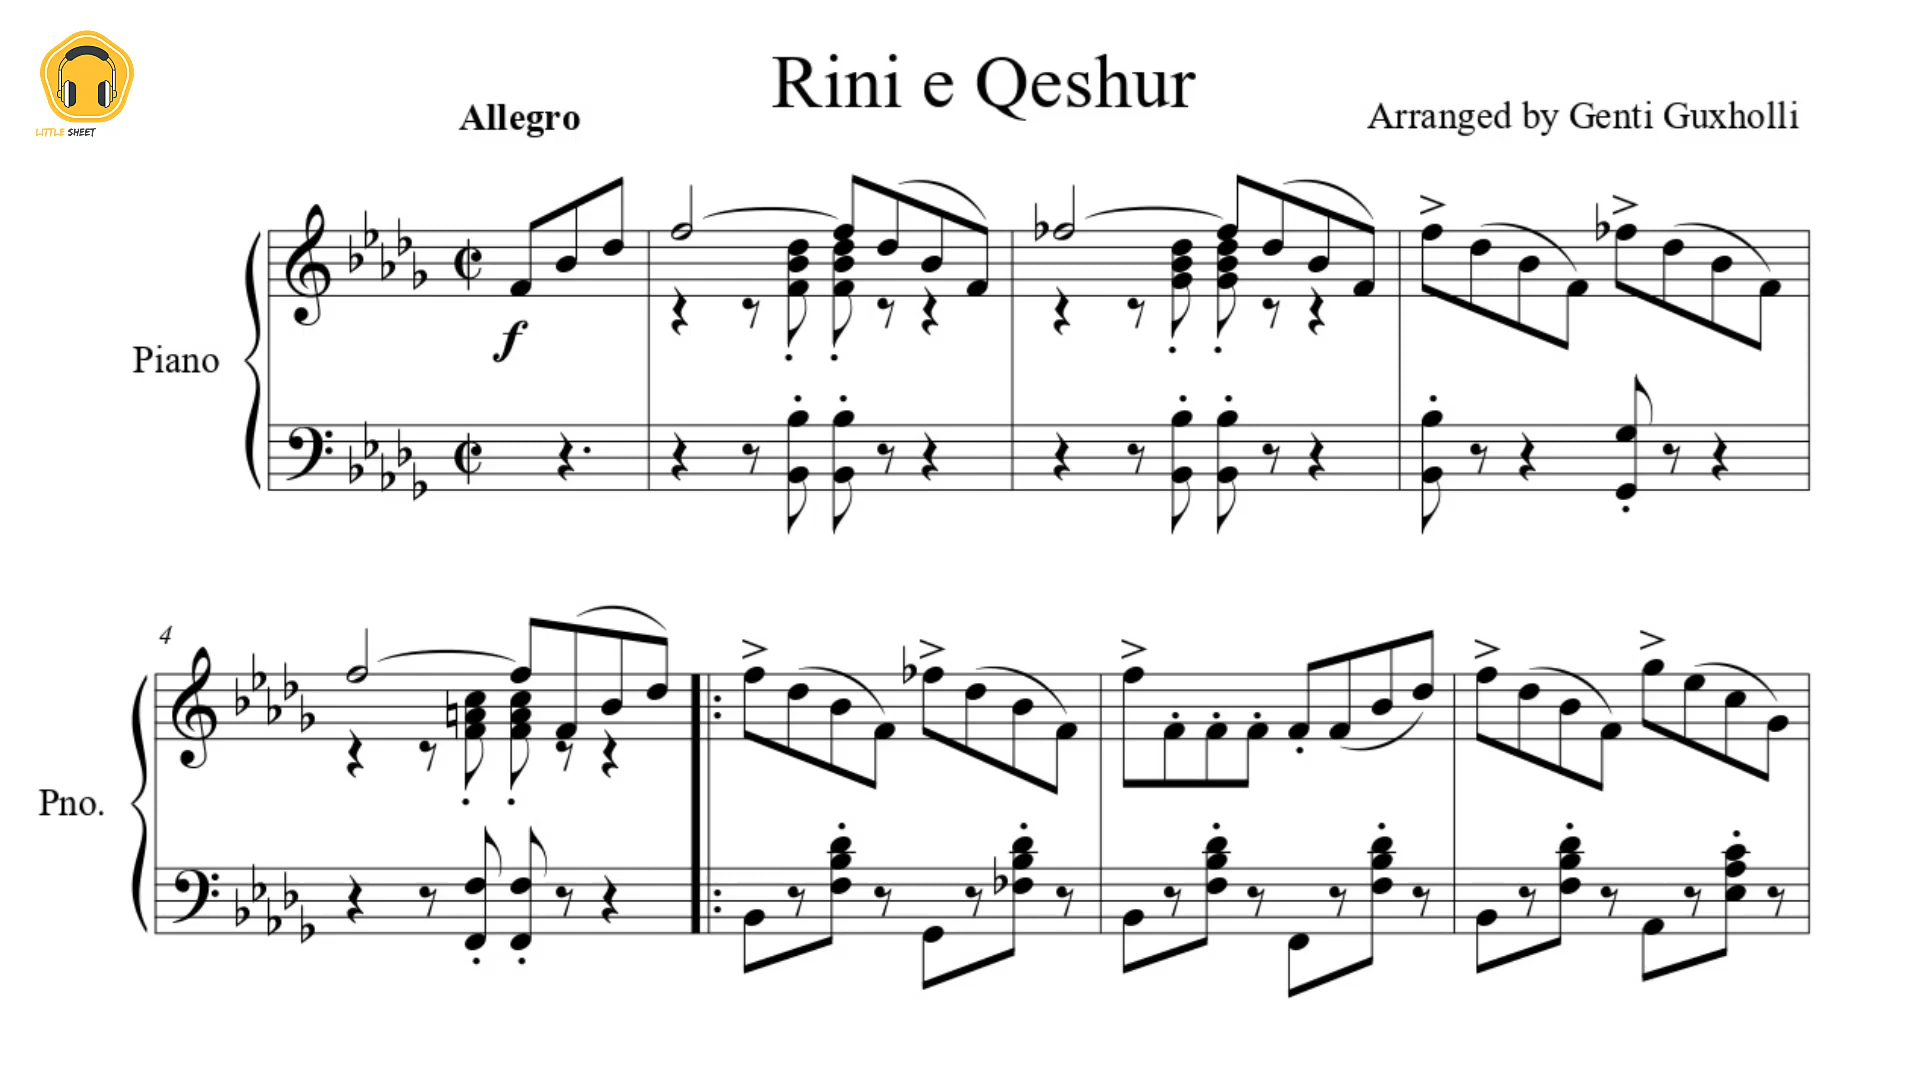 LITTLE SHEET
Rini e Qeshur
Allegro
Arranged by Genti Guxholli
f
Piano
4
Pno.